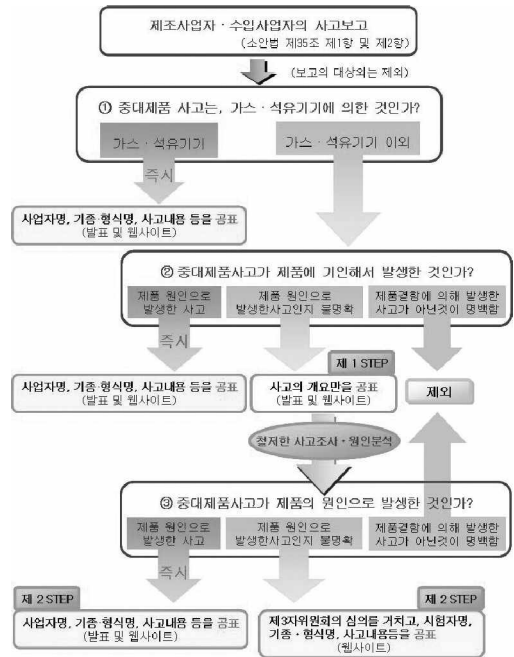 제조사업자ㆍ수입사업자의 사고보고
(소안법 제35조 제1항 및 제2항)
(보고의 대상외는 제외)
① 중대제품 사고는, 가스ㆍ석유기기에 의한 것인가?
가스ㆍ석유기기
가스ㆍ석유기기 이외
즉시
사업자명, 기종·형식명, 사고내용 등을 공표
(발표 및 웹사이트)
② 중대제품사고가 제품에 기인해서 발생한 것인가?
제품 원인으로
발생한 사고
제품 원인으로
발생한사고인지 불명확
제품결함에 의해 발생한
사고가 아닌것이 명백함
즉시
사업자명, 기종·형식명, 사고내용 등을 공표
(발표 및 웹사이트)
제 1 STEP
사고의 개요만을 공표
(발표 및 웹사이트)
제외
철저한 사고조사ㆍ원인분석
③ 중대제품사고가 제품의 원인으로 발생한 것인가?
제품 원인으로
발생한 사고
제품 원인으로
발생한사고인지 불명확
제품결함에 의해 발생한
사고가 아닌것이 명백함
즉시
제 2 STEP
사업자명, 기종·형식명, 사고내용 등을 공표
(발표 및 웹사이트)
제 2 STEP
제3자위원회의 심의를 거치고, 시험자명,
기종ㆍ형식명, 사고내용등을 공표
(웹사이트)